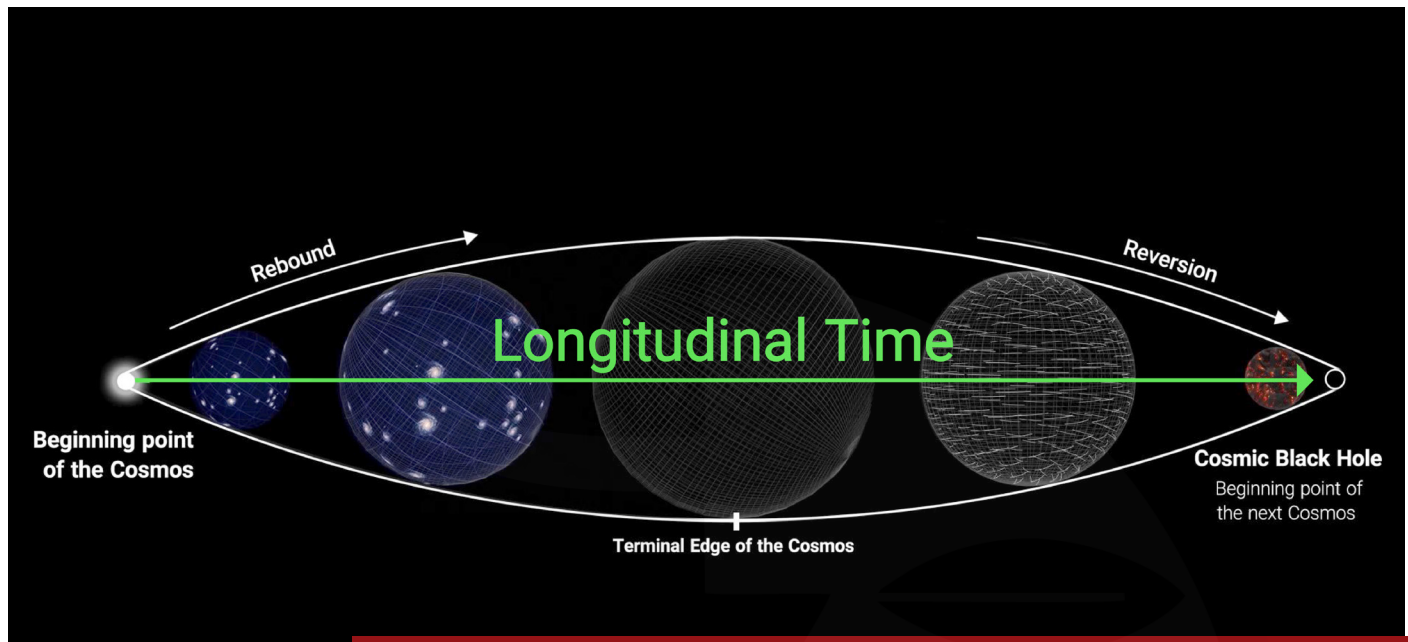 Rebound
Reversion
Longitudinal Time
Beginning point
of the Cosmos
Cosmic Black Hole
Beginning point of
the next Cosmos
Terminal Edge of the Cosmos